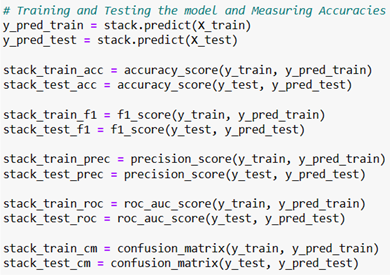 # Training and Testing the model and Measuring Accuracies
y_pred_train = stack.predict(X_train)
y_pred_test = stack.predict(X_test)
stack_train_acc = accuracy_score(y_train, y_pred_train)
stack_test_acc = accuracy_score(y_test, y_pred_test)
stack_train_f1 = f1_score(y_train, y_pred_train)
stack_test_f1 = f1_score(y_test, y_pred_test)
stack_train_prec = precision_score(y_train, y_pred_train)
stack_test_prec = precision_score(y_test, y_pred_test)
stack_train_roc = roc_auc_score(y_train, y_pred_train)
stack_test_roc = roc_auc_score(y_test, y_pred_test)
stack_train_cm = confusion_matrix(y_train, y_pred_train)
stack_test_cm = confusion_matrix(y_test, y_pred_test)